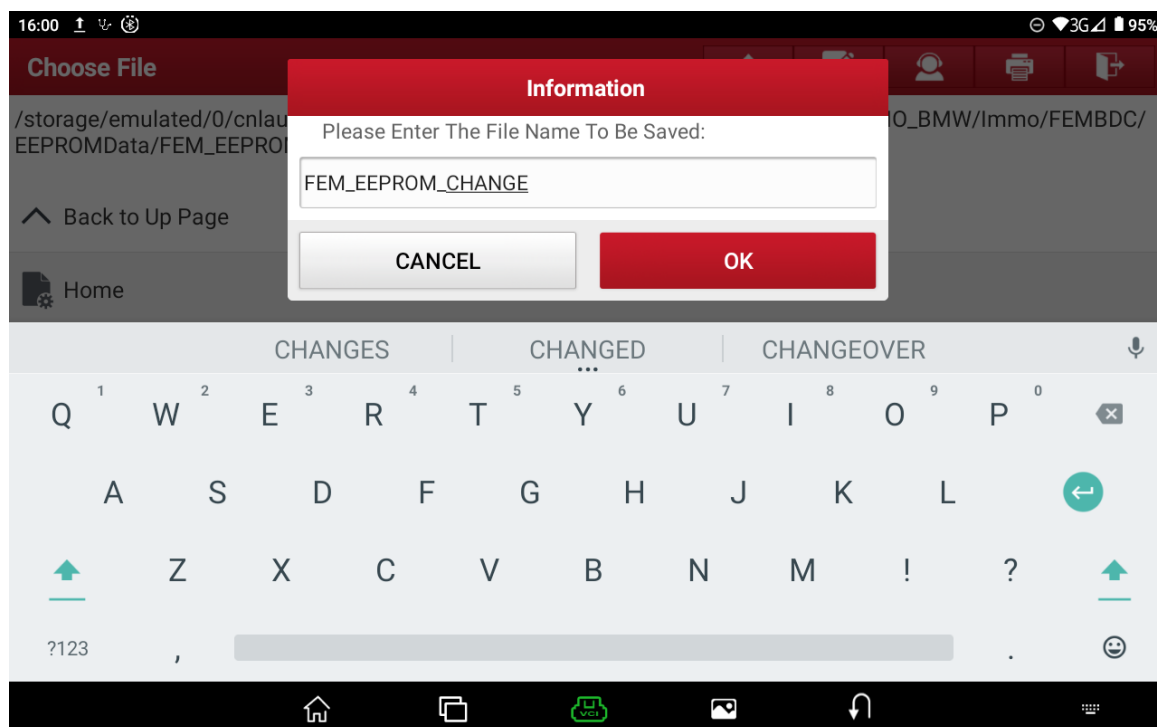 16:00
3G 95%
Choose File
Information
/storage/emulated/0/cnlau
IO_BMW/Immo/FEMBDC/
EEPROMData/FEM_EEPRO
Please Enter The File Name To Be Saved:
FEM_EEPROM_CHANGE
Back to Up Page
CANCEL
OK
Home
CHANGES
CHANGED
CHANGEOVER
1 2 3 4 5 6 7 8 9 0
Q W E R T Y U I O P
A S D F G H J K L
Z X C V B N M ! ?
?123 , .
VCI